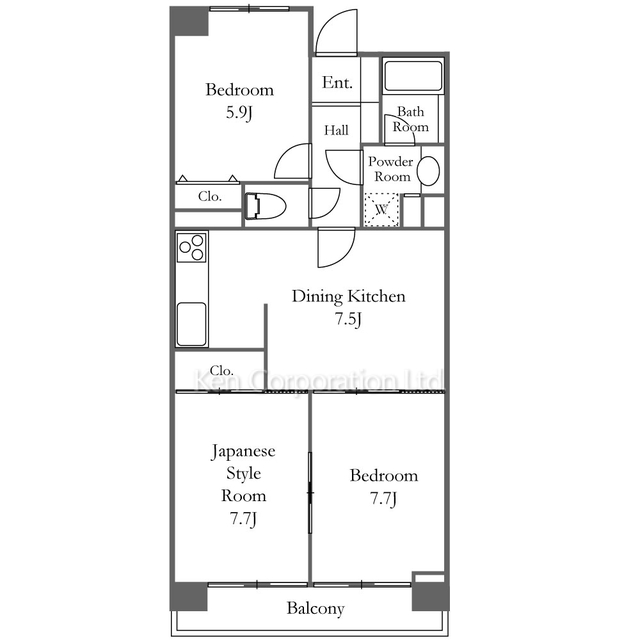 Bedroom
5.9J
Ent.
Hall
Bath
Room
Powder
Room
W
Clo.
Dining Kitchen
7.5J
Clo.
Ken Corporation Ltd
Japanese
Style
Room
7.7J
Bedroom
7.7J
Balcony